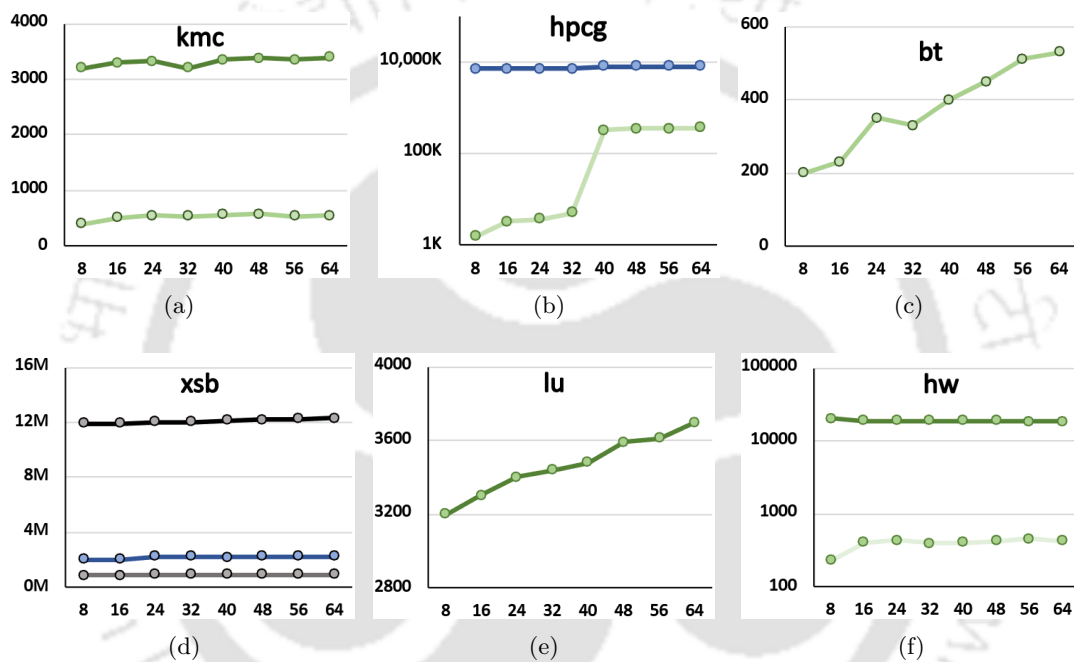 kmc
4000
3000
2000
1000
0
8 16 24 32 40 48 56 64
(a)
hpcg
10,000K
100K
1K
8 16 24 32 40 48 56 64
(b)
bt
600
400
200
0
8 16 24 32 40 48 56 64
(c)
xsb
16M
12M
8M
4M
0M
8 16 24 32 40 48 56 64
(d)
lu
4000
3600
3200
2800
8 16 24 32 40 48 56 64
(e)
hw
100000
10000
1000
100
8 16 24 32 40 48 56 64
(f)